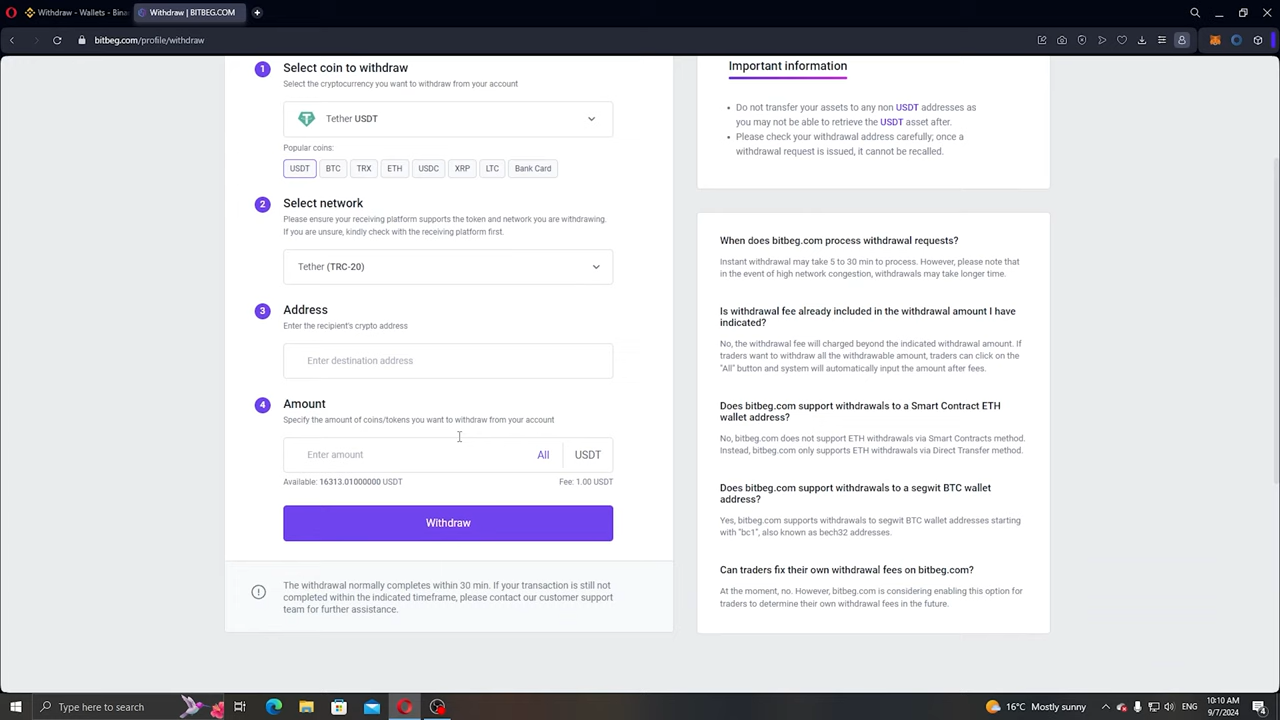 Withdraw - Wallets - Bina
Withdraw | BITBEG.COM
bitbeg.com/profile/withdraw
1
Select coin to withdraw
Select the cryptocurrency you want to withdraw from your account
Tether USDT
Popular coins:
USDT
BTC
TRX
ETH
USDC
XRP
LTC
Bank Card
2
Select network
Please ensure your receiving platform supports the token and network you are withdrawing.
If you are unsure, kindly check with the receiving platform first.
Tether (TRC-20)
3
Address
Enter the recipient's crypto address
Enter destination address
4
Amount
Specify the amount of coins/tokens you want to withdraw from your account
Enter amount
All
USDT
Available: 16313.01000000 USDT
Fee: 1.00 USDT
Withdraw
The withdrawal normally completes within 30 min. If your transaction is still not
completed within the indicated timeframe, please contact our customer support
team for further assistance.
Important information
• Do not transfer your assets to any non USDT addresses as
you may not be able to retrieve the USDT asset after.
• Please check your withdrawal address carefully; once a
withdrawal request is issued, it cannot be recalled.
When does bitbeg.com process withdrawal requests?
Instant withdrawal may take 5 to 30 min to process. However, please note that
in the event of high network congestion, withdrawals may take longer time.
Is withdrawal fee already included in the withdrawal amount I have
indicated?
No, the withdrawal fee will charged beyond the indicated withdrawal amount. If
traders want to withdraw all the withdrawable amount, traders can click on the
"All" button and system will automatically input the amount after fees.
Does bitbeg.com support withdrawals to a Smart Contract ETH
wallet address?
No, bitbeg.com does not support ETH withdrawals via Smart Contracts method.
Instead, bitbeg.com only supports ETH withdrawals via Direct Transfer method.
Does bitbeg.com support withdrawals to a segwit BTC wallet
address?
Yes, bitbeg.com supports withdrawals to segwit BTC wallet addresses starting
with "bc1", also known as bech32 addresses.
Can traders fix their own withdrawal fees on bitbeg.com?
At the moment, no. However, bitbeg.com is considering enabling this option for
traders to determine their own withdrawal fees in the future.
Type here to search
16°C Mostly sunny
ENG
10:10 AM
9/7/2024